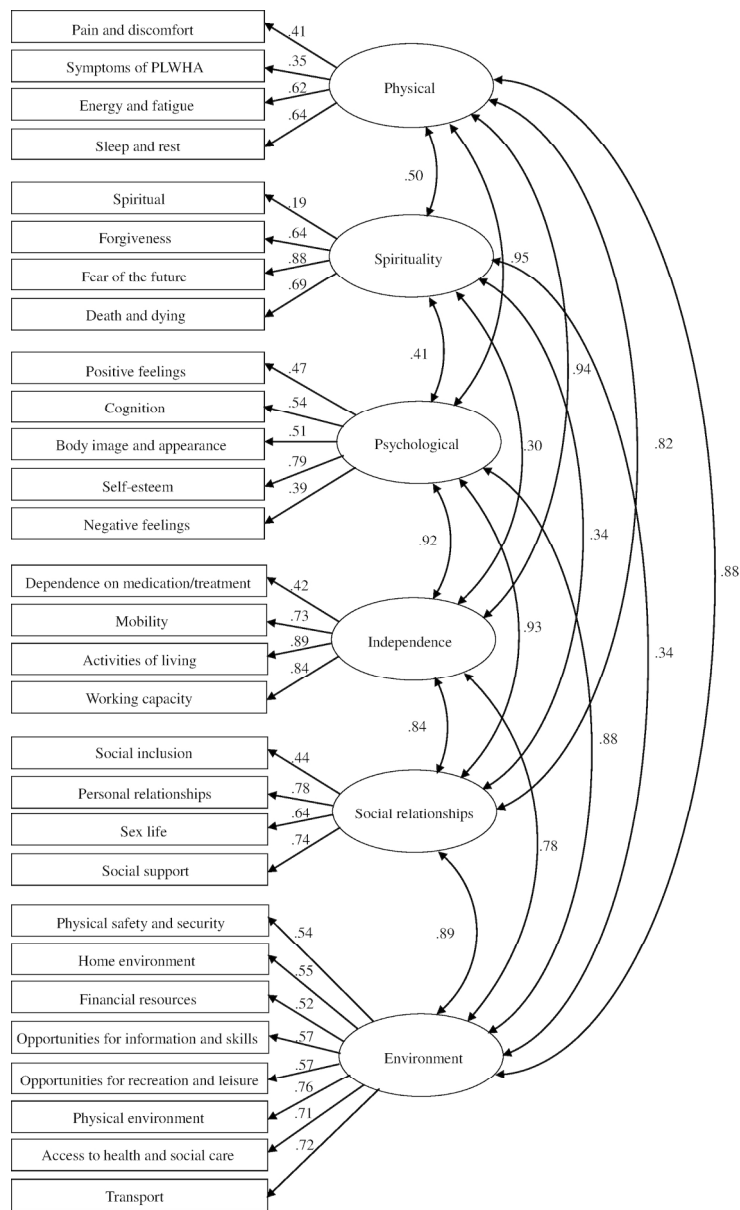 Pain and discomfort
.41
Symptoms of PLWHA
.35
Physical
Energy and fatigue
.62
Sleep and rest
.64
.50
Spiritual
.19
Forgiveness
.64
Spirituality
.95
Fear of the future
.88
Death and dying
.69
.41
.94
Positive feelings
.47
Cognition
.54
Psychological
Body image and appearance
.51
.30
.82
Self-esteem
.79
Negative feelings
.39
.92
.34
.88
Dependence on medication/treatment
.42
Mobility
.73
Independence
.93
Activities of living
.89
.34
Working capacity
.84
.84
.88
Social inclusion
.44
Personal relationships
.78
Social relationships
Sex life
.64
Social support
.74
.78
Physical safety and security
.54
.89
Home environment
.55
Financial resources
.52
Opportunities for information and skills
.57
Environment
Opportunities for recreation and leisure
.57
Physical environment
.76
Access to health and social care
.71
Transport
.72